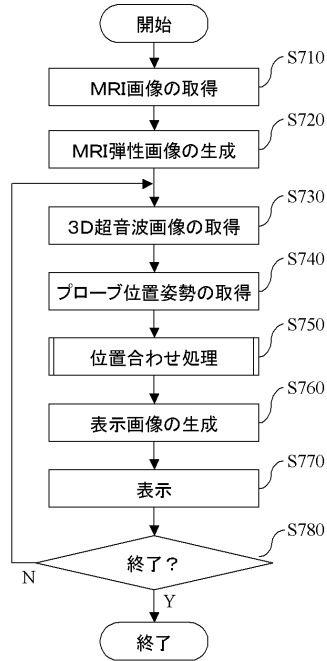 開始
S710
MRI画像の取得
S720
MRI弾性画像の生成
S730
3D超音波画像の取得
S740
プローブ位置姿勢の取得
S750
位置合わせ処理
S760
表示画像の生成
S770
表示
S780
終了？
N
Y
終了